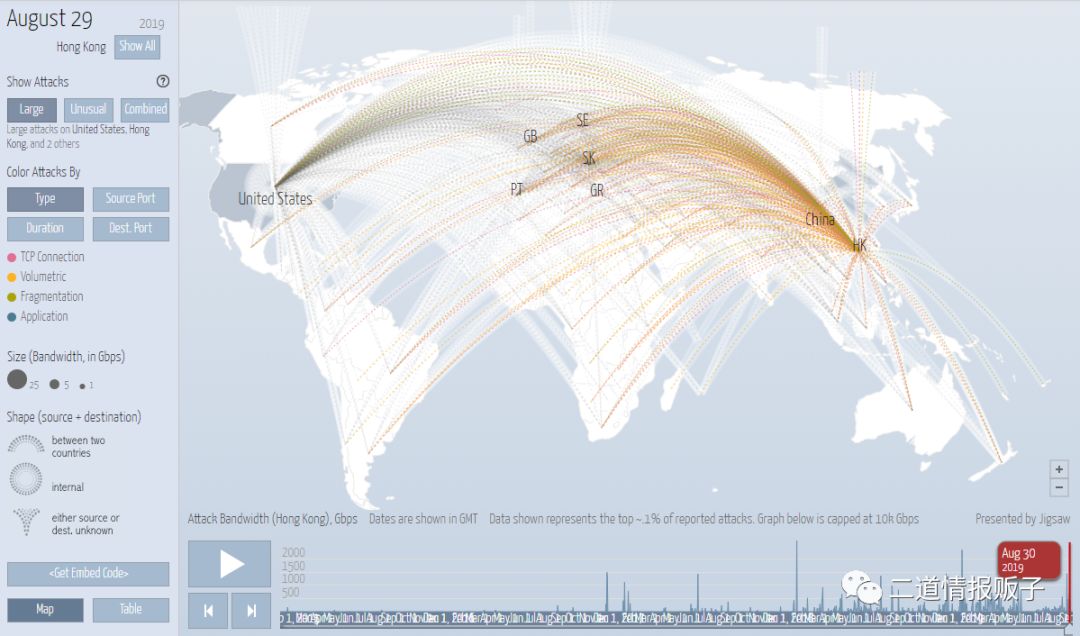 August 29
2019
Hong Kong
Show All
Show Attacks
?
Large
Unusual
Combined
Large attacks on United States, Hong
Kong, and 2 others
Color Attacks By
Type
Source Port
Duration
Dest. Port
TCP Connection
Volumetric
Fragmentation
Application
Size (Bandwidth, in Gbps)
25
5
1
Shape (source + destination)
between two
countries
internal
either source or
dest. unknown
<Get Embed Code>
Map
Table
United States
GB
SE
SK
PT
GR
China
HK
+
−
Attack Bandwidth (Hong Kong), Gbps
Dates are shown in GMT
Data shown represents the top ~.1% of reported attacks. Graph below is capped at 10k Gbps
Presented by Jigsaw
2000
1500
1000
500
Aug 30
2019
二道情报贩子